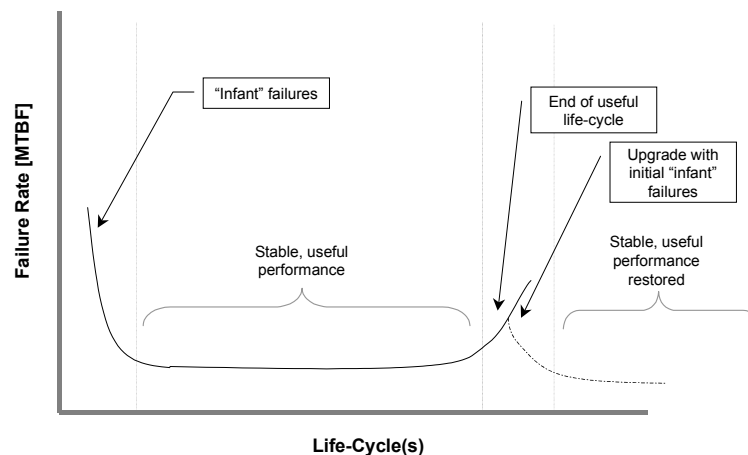 “Infant” failures
End of useful
life-cycle
Upgrade with
initial “infant”
failures
Failure Rate [MTBF]
Stable, useful
performance
Stable, useful
performance
restored
Life-Cycle(s)